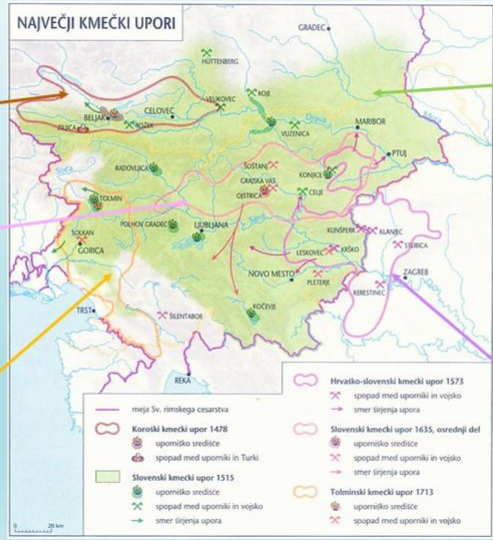 NAJVEČJI KMEČKI UPORI
GRADEC
HÜTTENBERG
ROJE
VELIKOVEC
CELOVEC
BELJAK
ROŽEK
Drava
VUZENICA
MARIBOR
PTUJ
RADOVLJICA
ŠOŠTANJ
KONJICE
GRAJSKA VAS
OJSTRICA
CELJE
Soča
TOLMIN
POLHOV GRADEC
LJUBLJANA
SOLKAN
GORICA
KUNŠPERK
KLANJEC
LESKOVEC
KRŠKO
STUBICA
NOVO MESTO
PLETERJE
ZAGREB
KERESTINEC
KOČEVJE
TRST
ŠILENTABOR
REKA
meja Sv. rimskega cesarstva
Koroški kmečki upor 1478
uporniško središče
spopad med uporniki in Turki
Slovenski kmečki upor 1515
uporniško središče
spopad med uporniki in vojsko
smer širjenja upora
Hrvaško-slovenski kmečki upor 1573
spopad med uporniki in vojsko
smer širjenja upora
Slovenski kmečki upor 1635, osrednji del
uporniško središče
spopad med uporniki in vojsko
smer širjenja upora
Tolminski kmečki upor 1713
uporniško središče
spopad med uporniki in vojsko
0 20 km